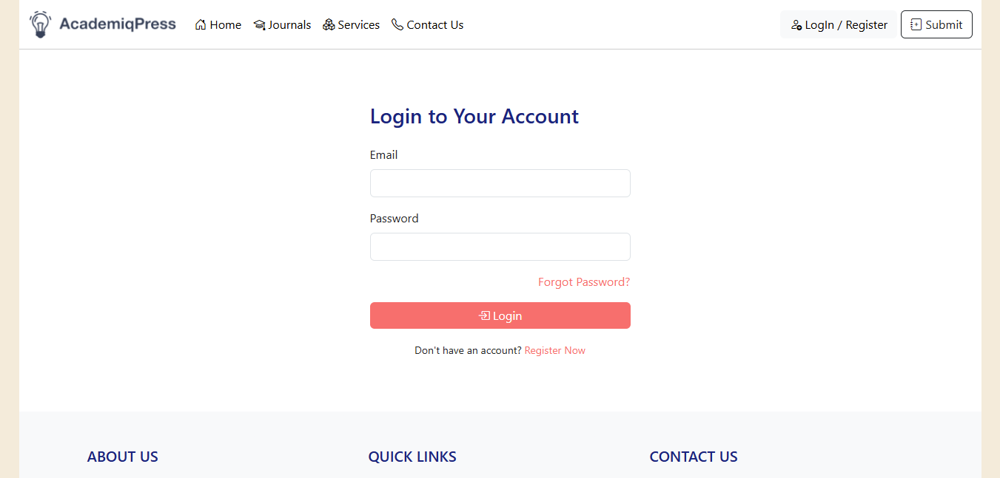 AcademiqPress Home Journals Services Contact Us LogIn / Register Submit
Login to Your Account
Email
Password
Forgot Password?
Login
Don't have an account? Register Now
ABOUT US QUICK LINKS CONTACT US